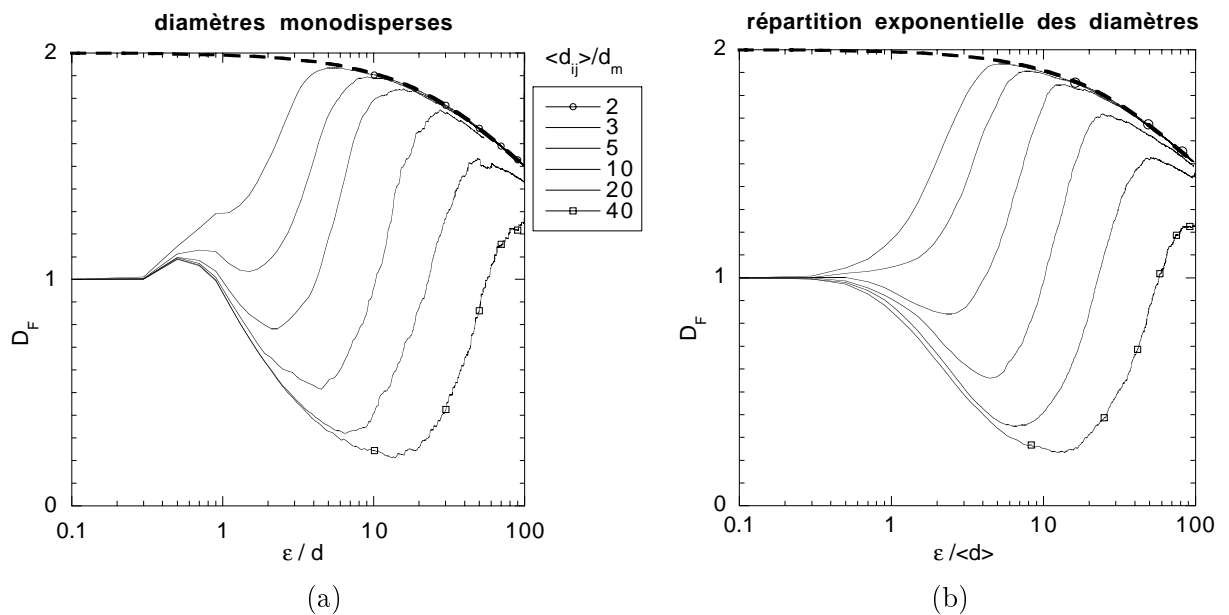 diamètres monodisperses
répartition exponentielle des diamètres
<d_ij>/d_m
2
3
5
10
20
40
2
1
0
D_F
0.1
1
10
100
ε / d
(a)
2
1
0
D_F
0.1
1
10
100
ε /<d>
(b)